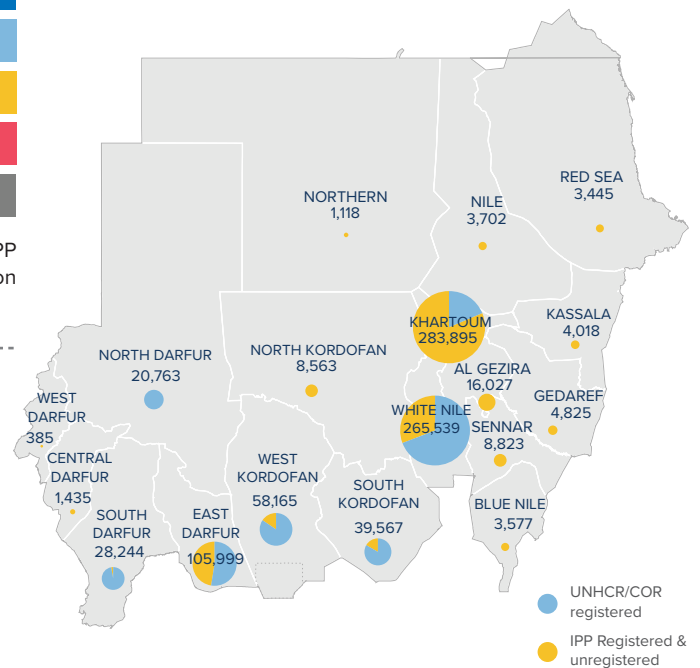 PP
on
NORTHERN
1,118
NILE
3,702
RED SEA
3,445
KHARTOUM
283,895
KASSALA
4,018
NORTH DARFUR
20,763
NORTH KORDOFAN
8,563
AL GEZIRA
16,027
GEDAREF
4,825
WEST
DARFUR
385
WHITE NILE
265,539
SENNAR
8,823
CENTRAL
DARFUR
1,435
WEST
KORDOFAN
58,165
SOUTH
KORDOFAN
39,567
SOUTH
DARFUR
28,244
EAST
DARFUR
105,999
BLUE NILE
3,577
UNHCR/COR
registered
IPP Registered &
unregistered